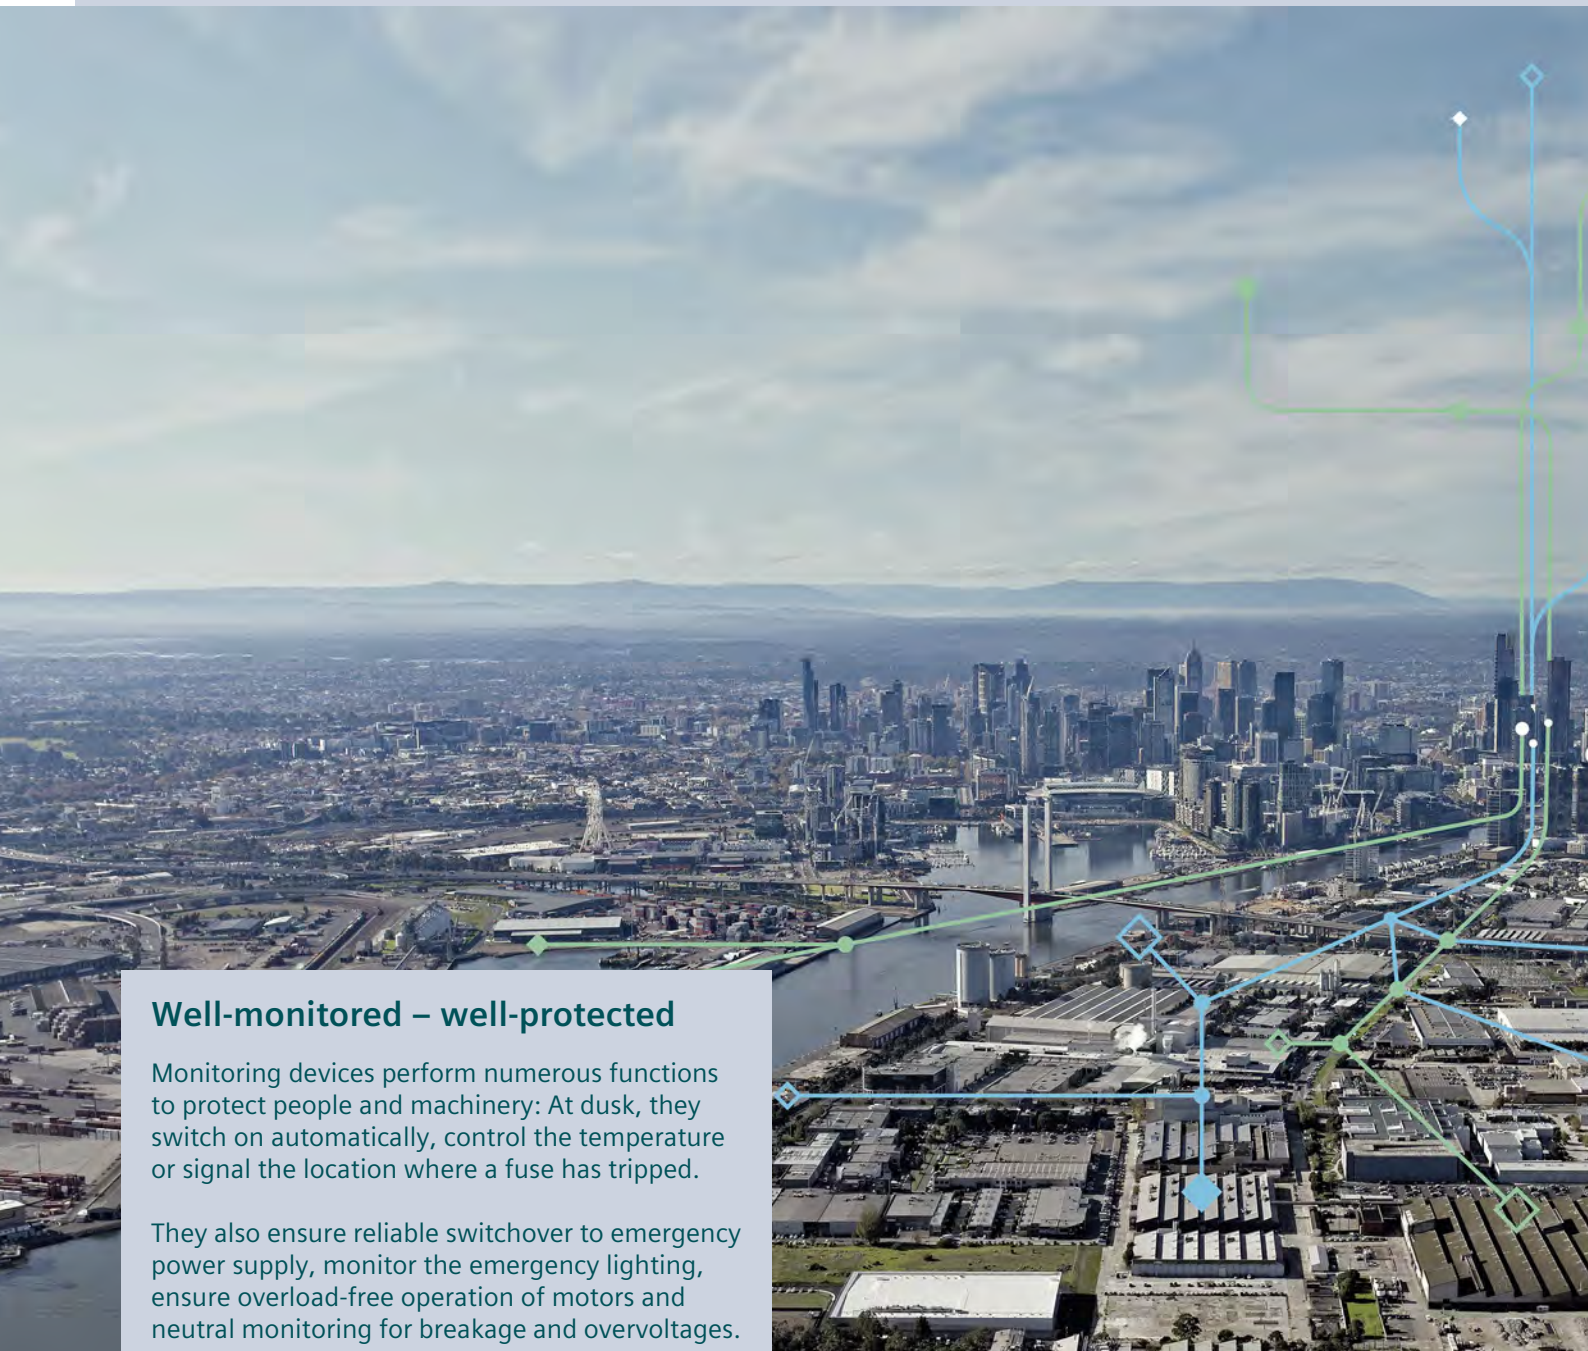 Well-monitored – well-protected
Monitoring devices perform numerous functions
to protect people and machinery: At dusk, they
switch on automatically, control the temperature
or signal the location where a fuse has tripped.
They also ensure reliable switchover to emergency
power supply, monitor the emergency lighting,
ensure overload-free operation of motors and
neutral monitoring for breakage and overvoltages.